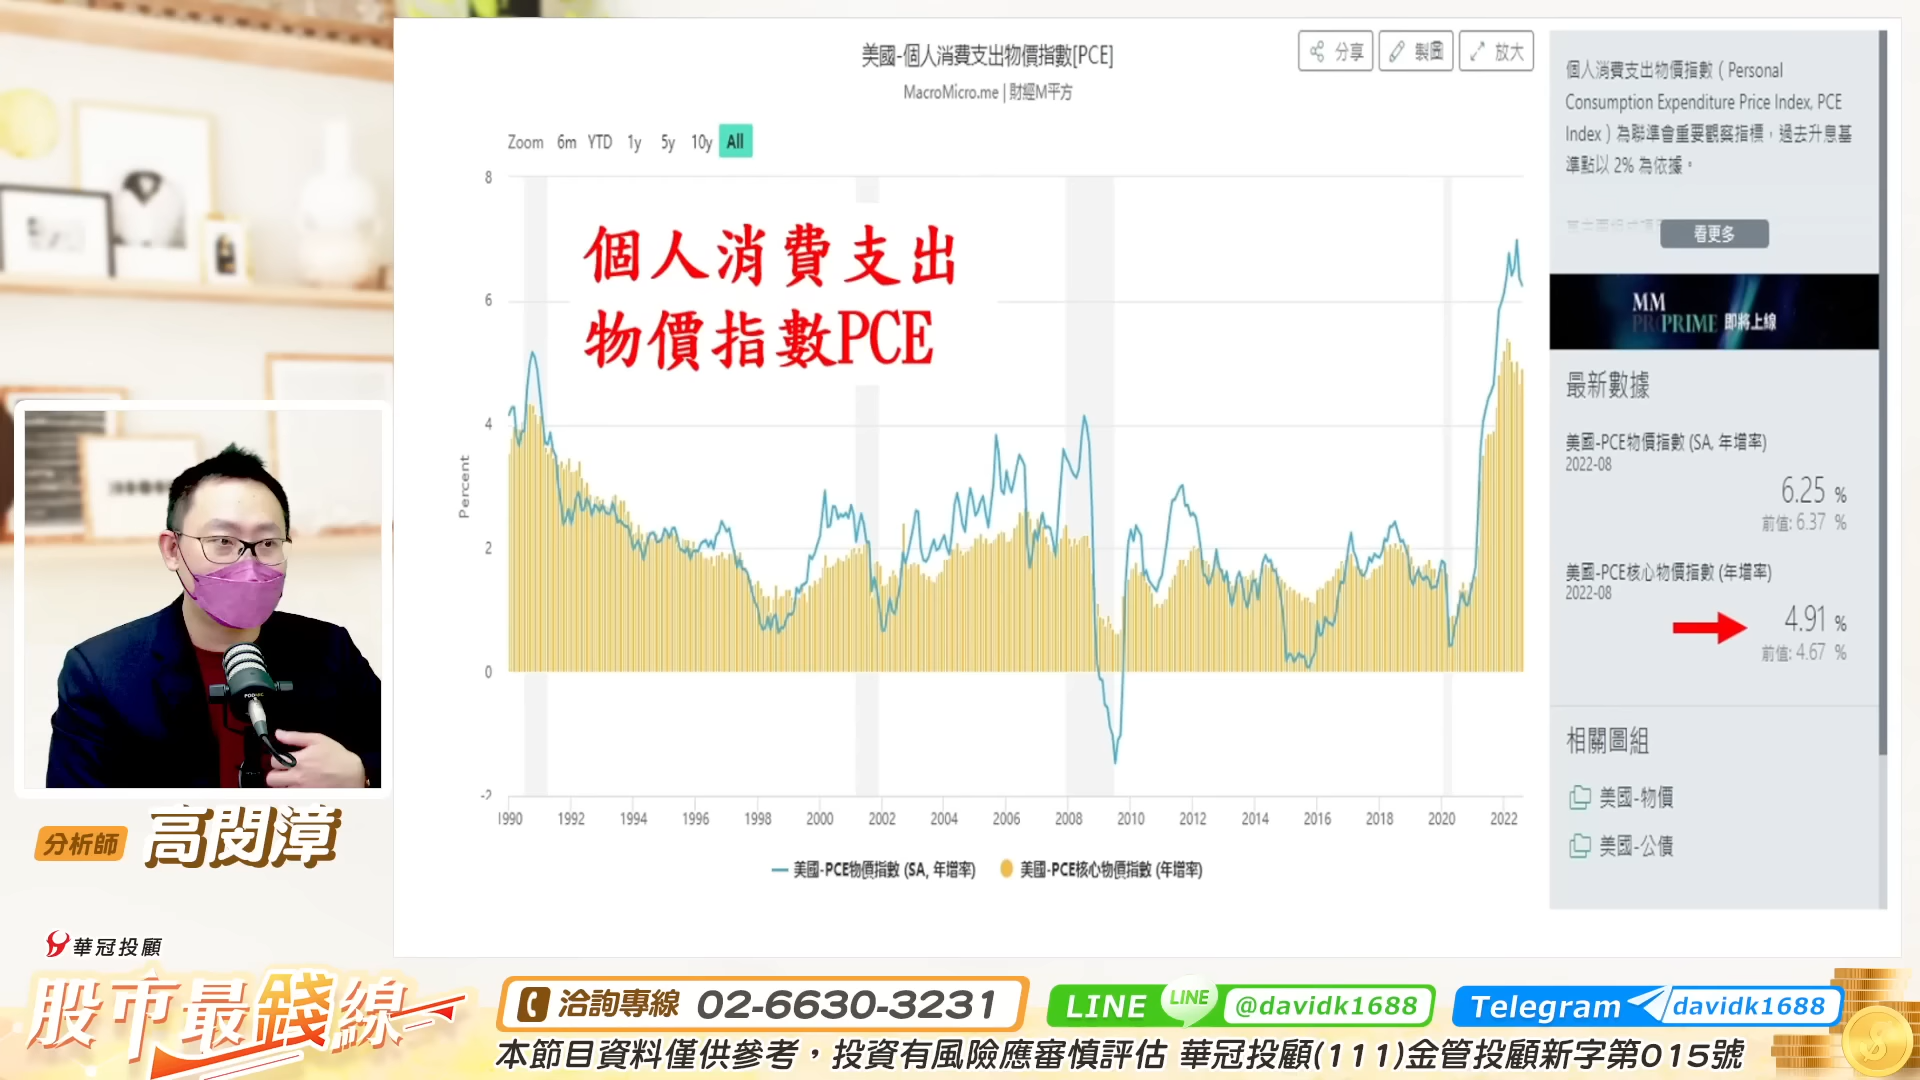 美國-個人消費支出物價指數[PCE]
MacroMicro.me | 財經M平方
分享
製圖
放大
Zoom 6m YTD 1y 5y 10y All
個人消費支出
物價指數PCE
Percent
8
6
4
2
0
-2
1990 1992 1994 1996 1998 2000 2002 2004 2006 2008 2010 2012 2014 2016 2018 2020 2022
美國-PCE物價指數 (SA, 年增率)
美國-PCE核心物價指數 (年增率)
個人消費支出物價指數 ( Personal
Consumption Expenditure Price Index, PCE
Index ) 為聯準會重要觀察指標，過去升息基
準點以 2% 為依據。
看更多
MM
PRIME 即將上線
最新數據
美國-PCE物價指數 (SA, 年增率)
2022-08
6.25 %
前值: 6.37 %
美國-PCE核心物價指數 (年增率)
2022-08
4.91 %
前值: 4.67 %
相關圖組
美國-物價
美國-公債
分析師 高閔漳
華冠投顧
股市最錢線
洽詢專線 02-6630-3231
LINE LINE @davidk1688
Telegram davidk1688
本節目資料僅供參考，投資有風險應審慎評估 華冠投顧(111)金管投顧新字第015號